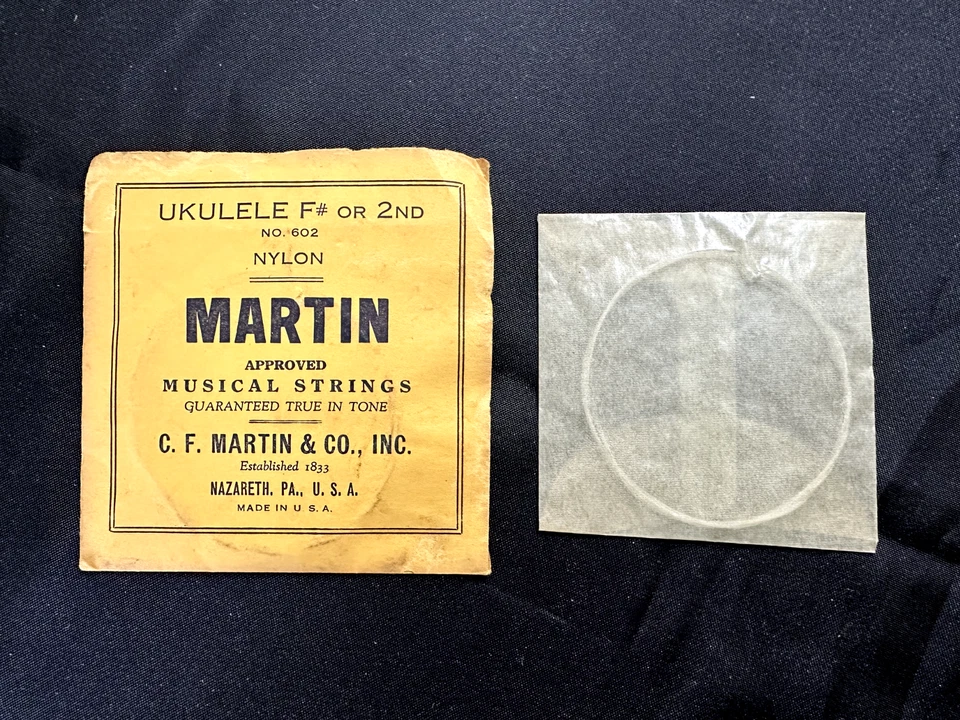 UKULELE F# OR 2ND
NO. 602
NYLON
MARTIN
APPROVED
MUSICAL STRINGS
GUARANTEED TRUE IN TONE
C. F. MARTIN & CO., INC.
Established 1833
NAZARETH, PA., U. S. A.
MADE IN U S. A.